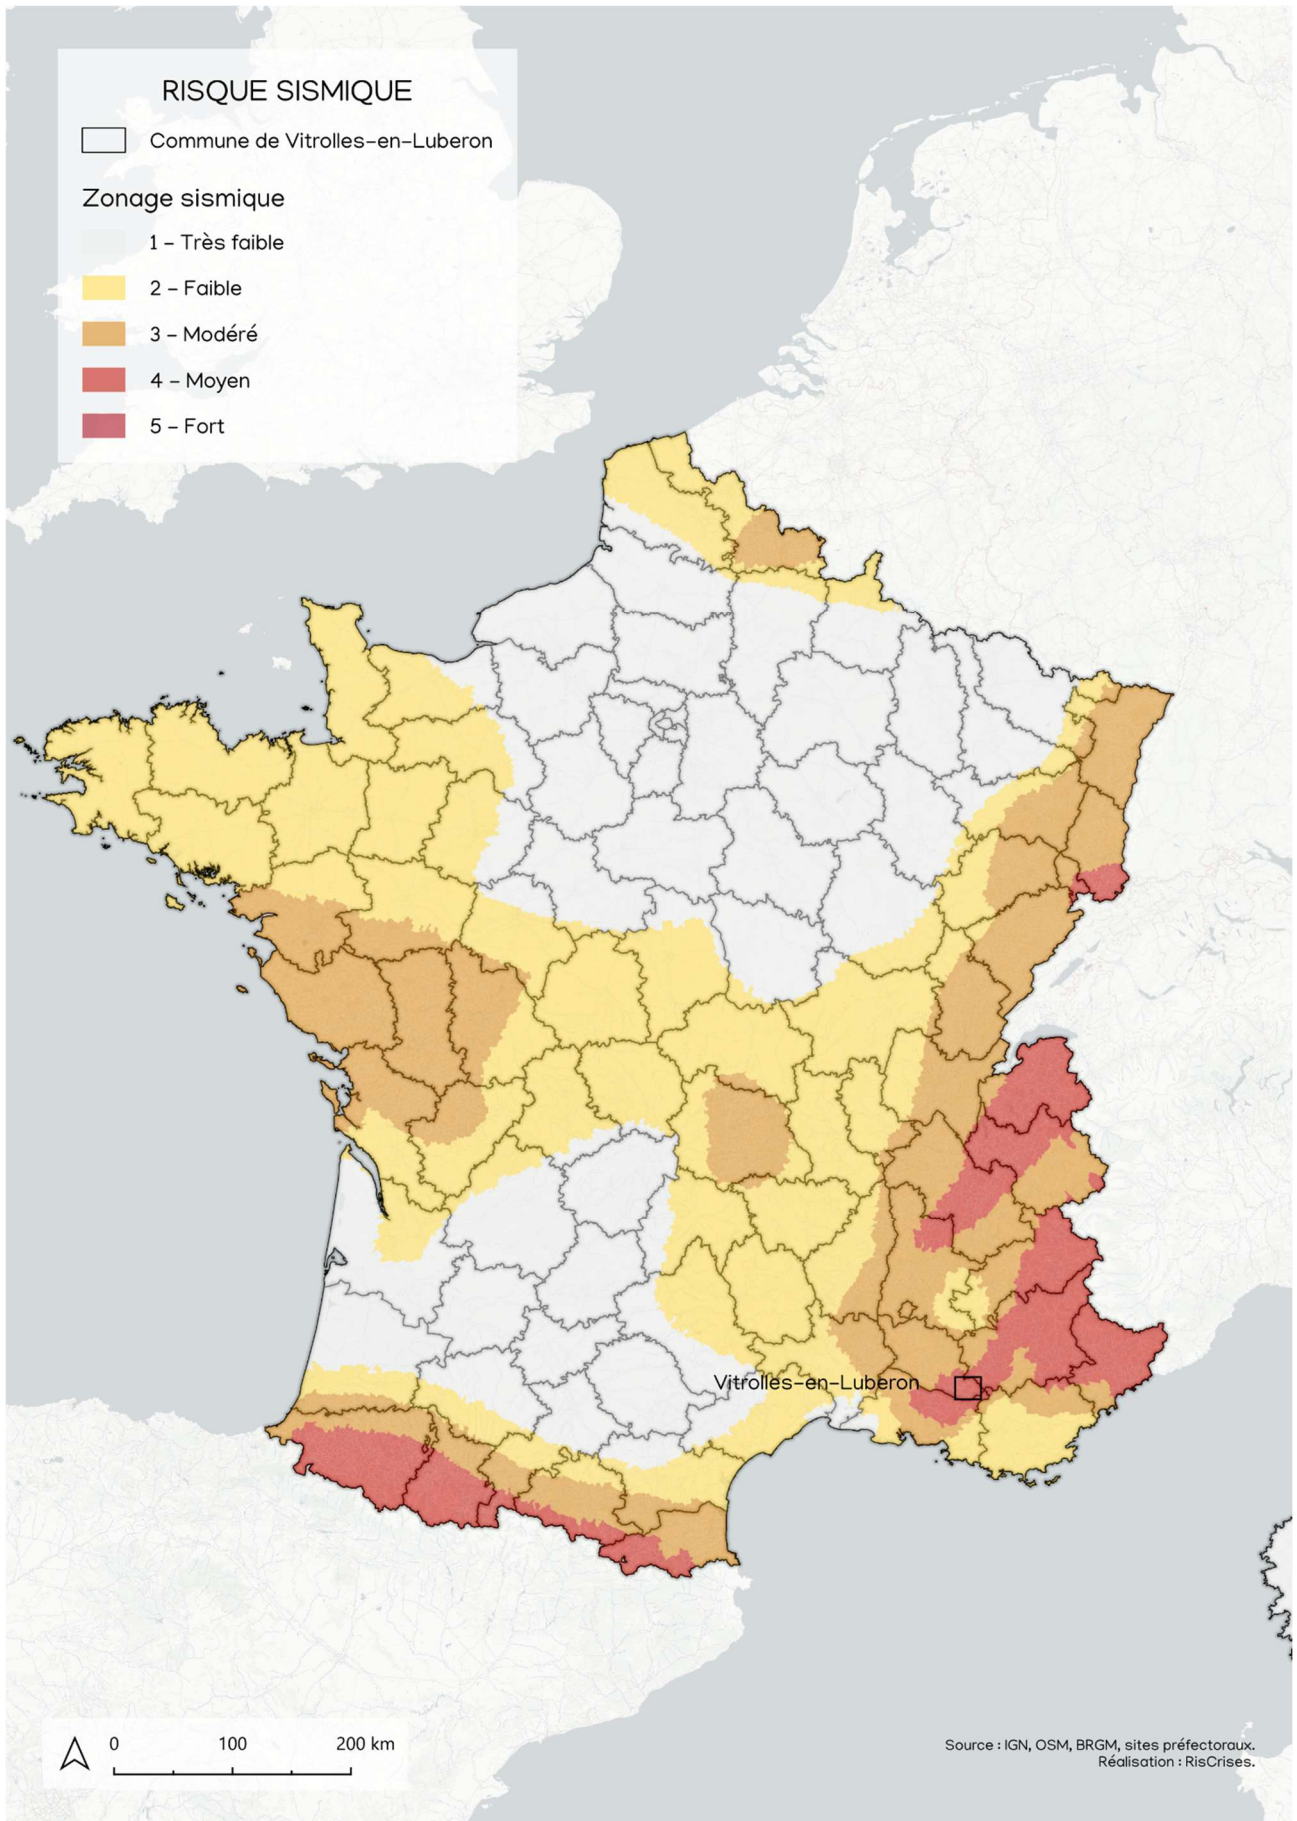 RISQUE SISMIQUE
Commune de Vitrolles-en-Luberon
Zonage sismique
1 - Très faible
2 - Faible
3 - Modéré
4 - Moyen
5 - Fort
Vitrolles-en-Luberon
0 100 200 km
Source : IGN, OSM, BRGM, sites préfectoraux.
Réalisation : RisCrises.